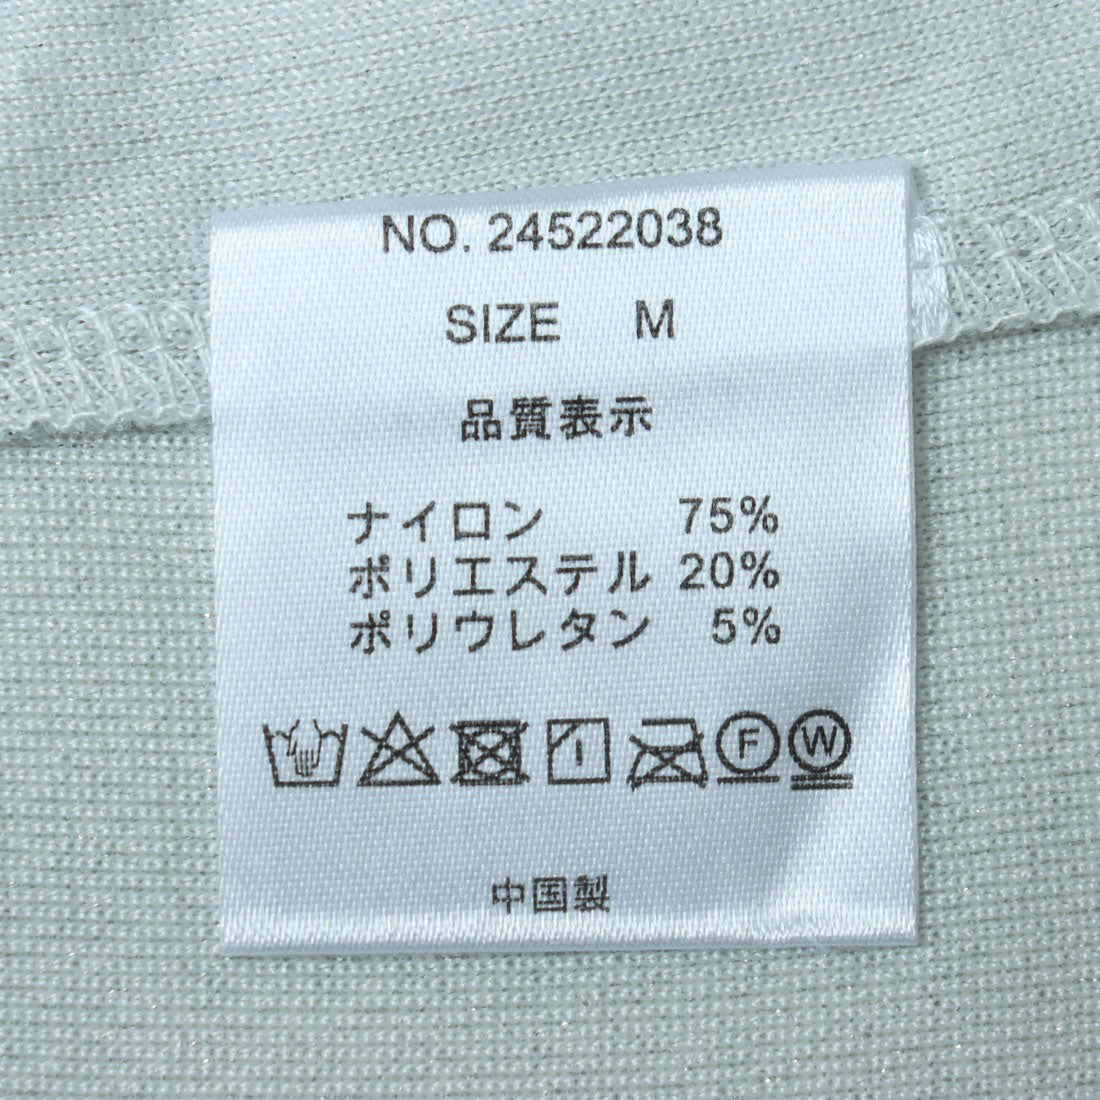 NO. 24522038
SIZE M
品質表示
ナイロン 75%
ポリエステル 20%
ポリウレタン 5%
F W
中国製